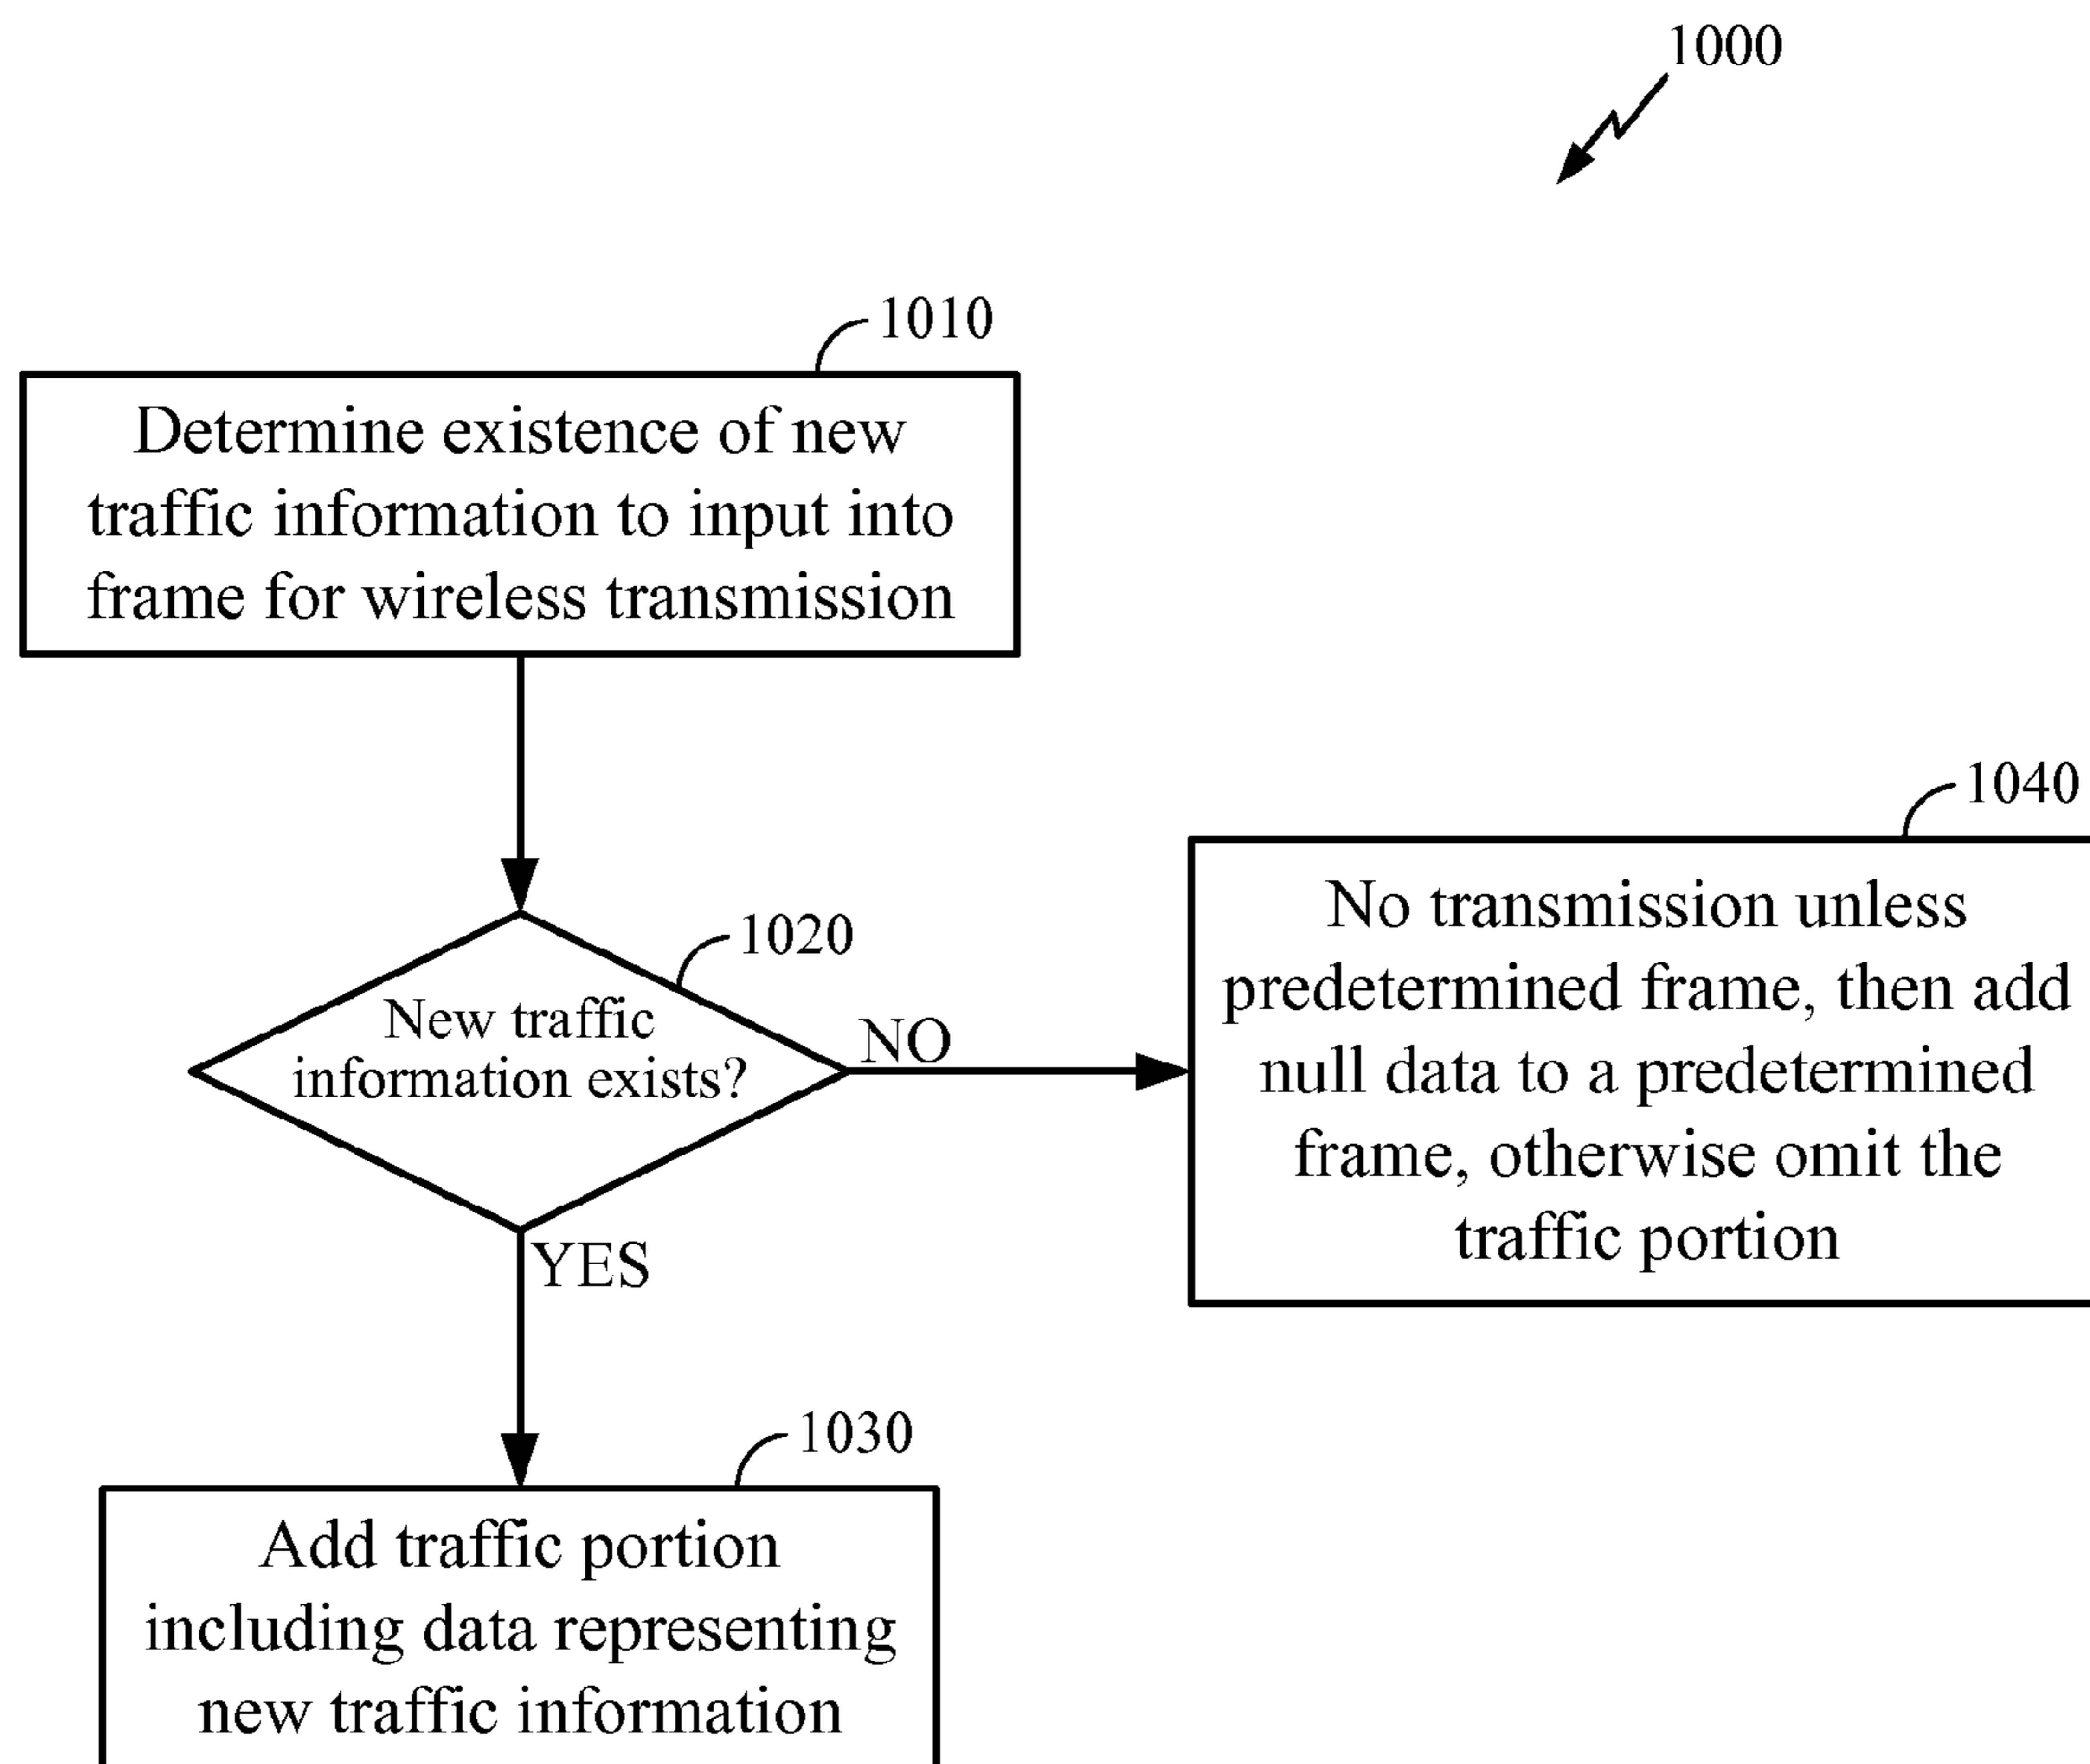 1000
1010
Determine existence of new
traffic information to input into
frame for wireless transmission
1020
New traffic
information exists?
NO
YES
1040
No transmission unless
predetermined frame, then add
null data to a predetermined
frame, otherwise omit the
traffic portion
1030
Add traffic portion
including data representing
new traffic information